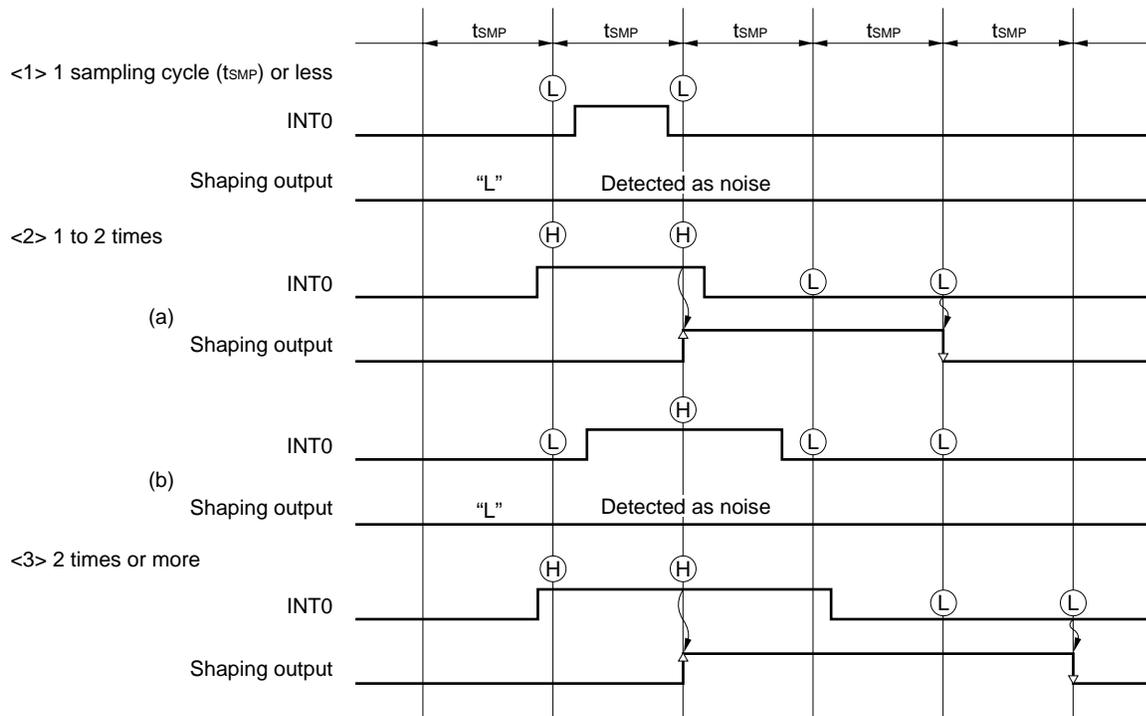 tSMP tSMP tSMP tSMP tSMP
<1> 1 sampling cycle (tSMP) or less
L L
INT0
Shaping output “L” Detected as noise
<2> 1 to 2 times
H H
INT0 L L
(a)
Shaping output
H
INT0 L L L
(b)
Shaping output “L” Detected as noise
<3> 2 times or more
H H
INT0 L L
Shaping output